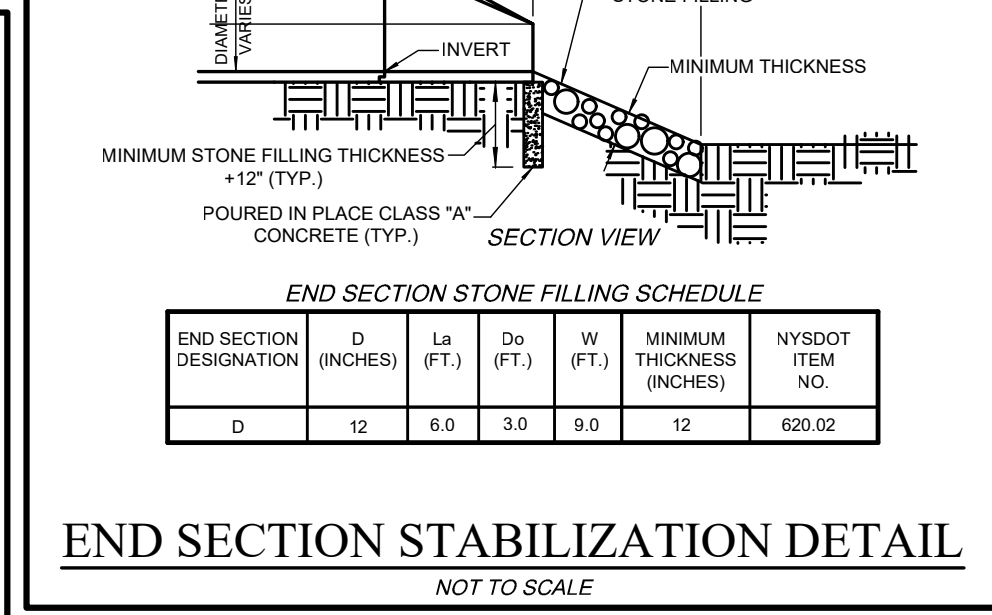 STONE FILLING
DIAMETER
VARIES
INVERT
MINIMUM THICKNESS
MINIMUM STONE FILLING THICKNESS
+12" (TYP.)
POURED IN PLACE CLASS "A"
CONCRETE (TYP.)
SECTION VIEW
END SECTION STONE FILLING SCHEDULE
END SECTION DESIGNATION D (INCHES) La (FT.) Do (FT.) W (FT.) MINIMUM THICKNESS (INCHES) NYSDOT ITEM NO.
D 12 6.0 3.0 9.0 12 620.02
END SECTION STABILIZATION DETAIL
NOT TO SCALE